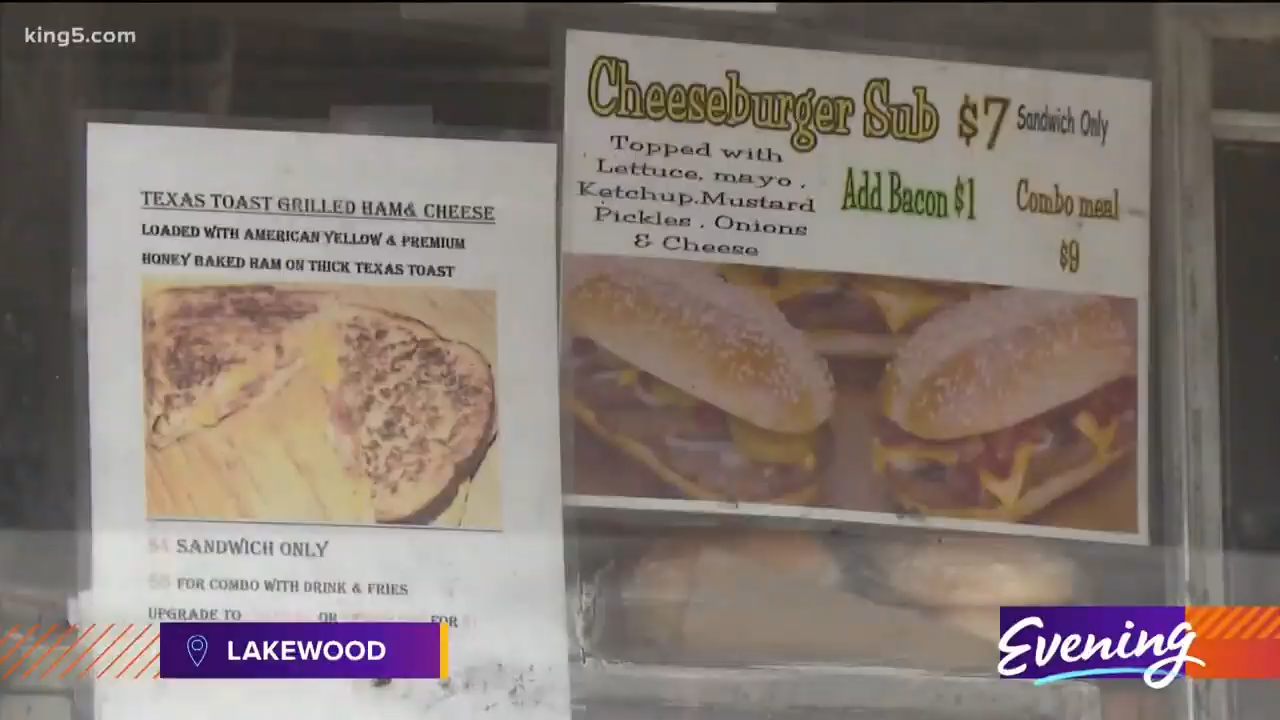 king5.com
TEXAS TOAST GRILLED HAM& CHEESE
LOADED WITH AMERICAN YELLOW & PREMIUM
HONEY BAKED HAM ON THICK TEXAS TOAST
SANDWICH ONLY
FOR COMBO WITH DRINK & FRIES
UPGRADE TO OR FOR
Cheeseburger Sub $7 Sandwich Only
Topped with
Lettuce, mayo,
Ketchup.Mustard
Pickles . Onions
& Cheese
Add Bacon $1
Combo meal
$9
LAKEWOOD
Evening